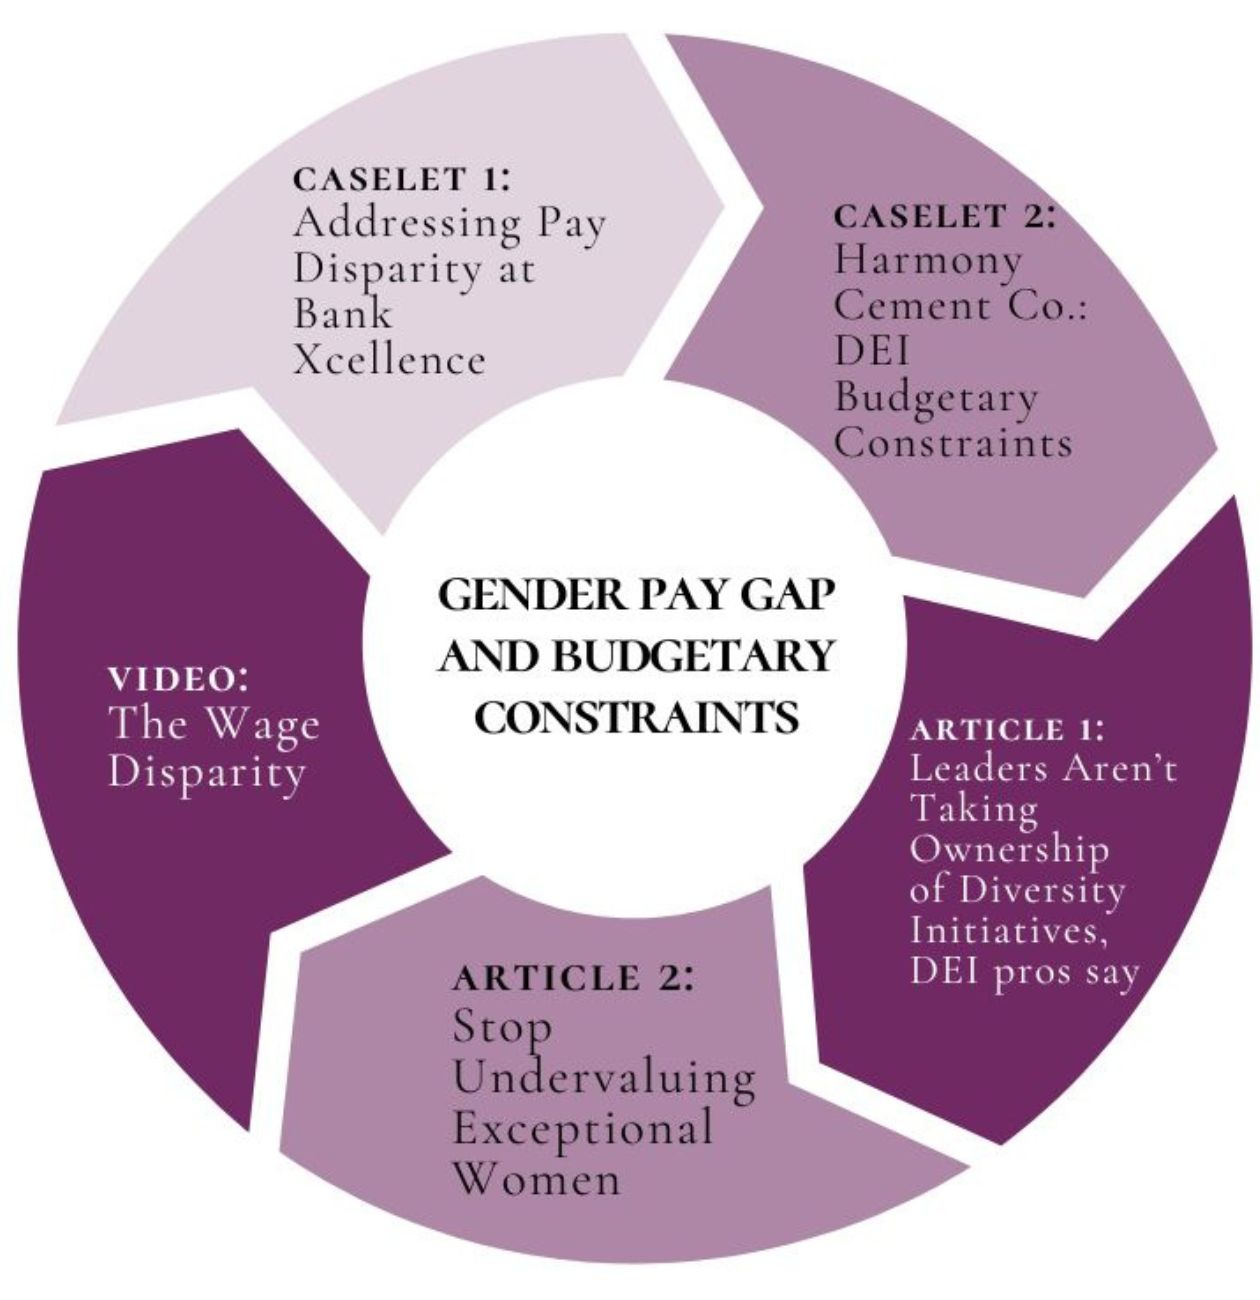 CASELET 1:
Addressing Pay
Disparity at
Bank
Xcellence
CASELET 2:
Harmony
Cement Co.:
DEI
Budgetary
Constraints
GENDER PAY GAP
AND BUDGETARY
CONSTRAINTS
ARTICLE 1:
Leaders Aren't
Taking
Ownership
of Diversity
Initiatives,
DEI pros say
ARTICLE 2:
Stop
Undervaluing
Exceptional
Women
VIDEO:
The Wage
Disparity